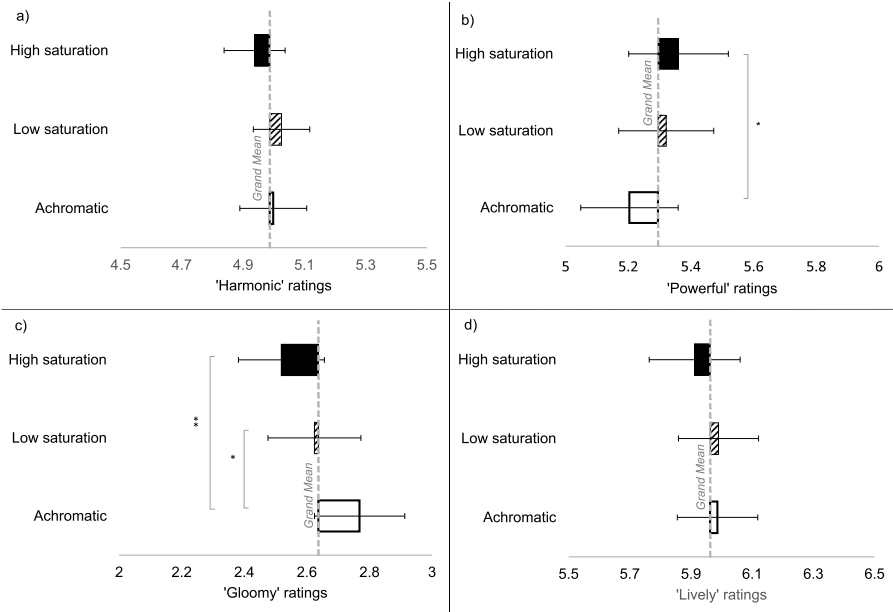 a)
High saturation
Low saturation
Grand Mean
Achromatic
4.5 4.7 4.9 5.1 5.3 5.5
'Harmonic' ratings
b)
High saturation
Grand Mean
Low saturation
*
Achromatic
5 5.2 5.4 5.6 5.8 6
'Powerful' ratings
c)
High saturation
**
Low saturation
*
Grand Mean
Achromatic
2 2.2 2.4 2.6 2.8 3
'Gloomy' ratings
d)
High saturation
Low saturation
Grand Mean
Achromatic
5.5 5.7 5.9 6.1 6.3 6.5
'Lively' ratings